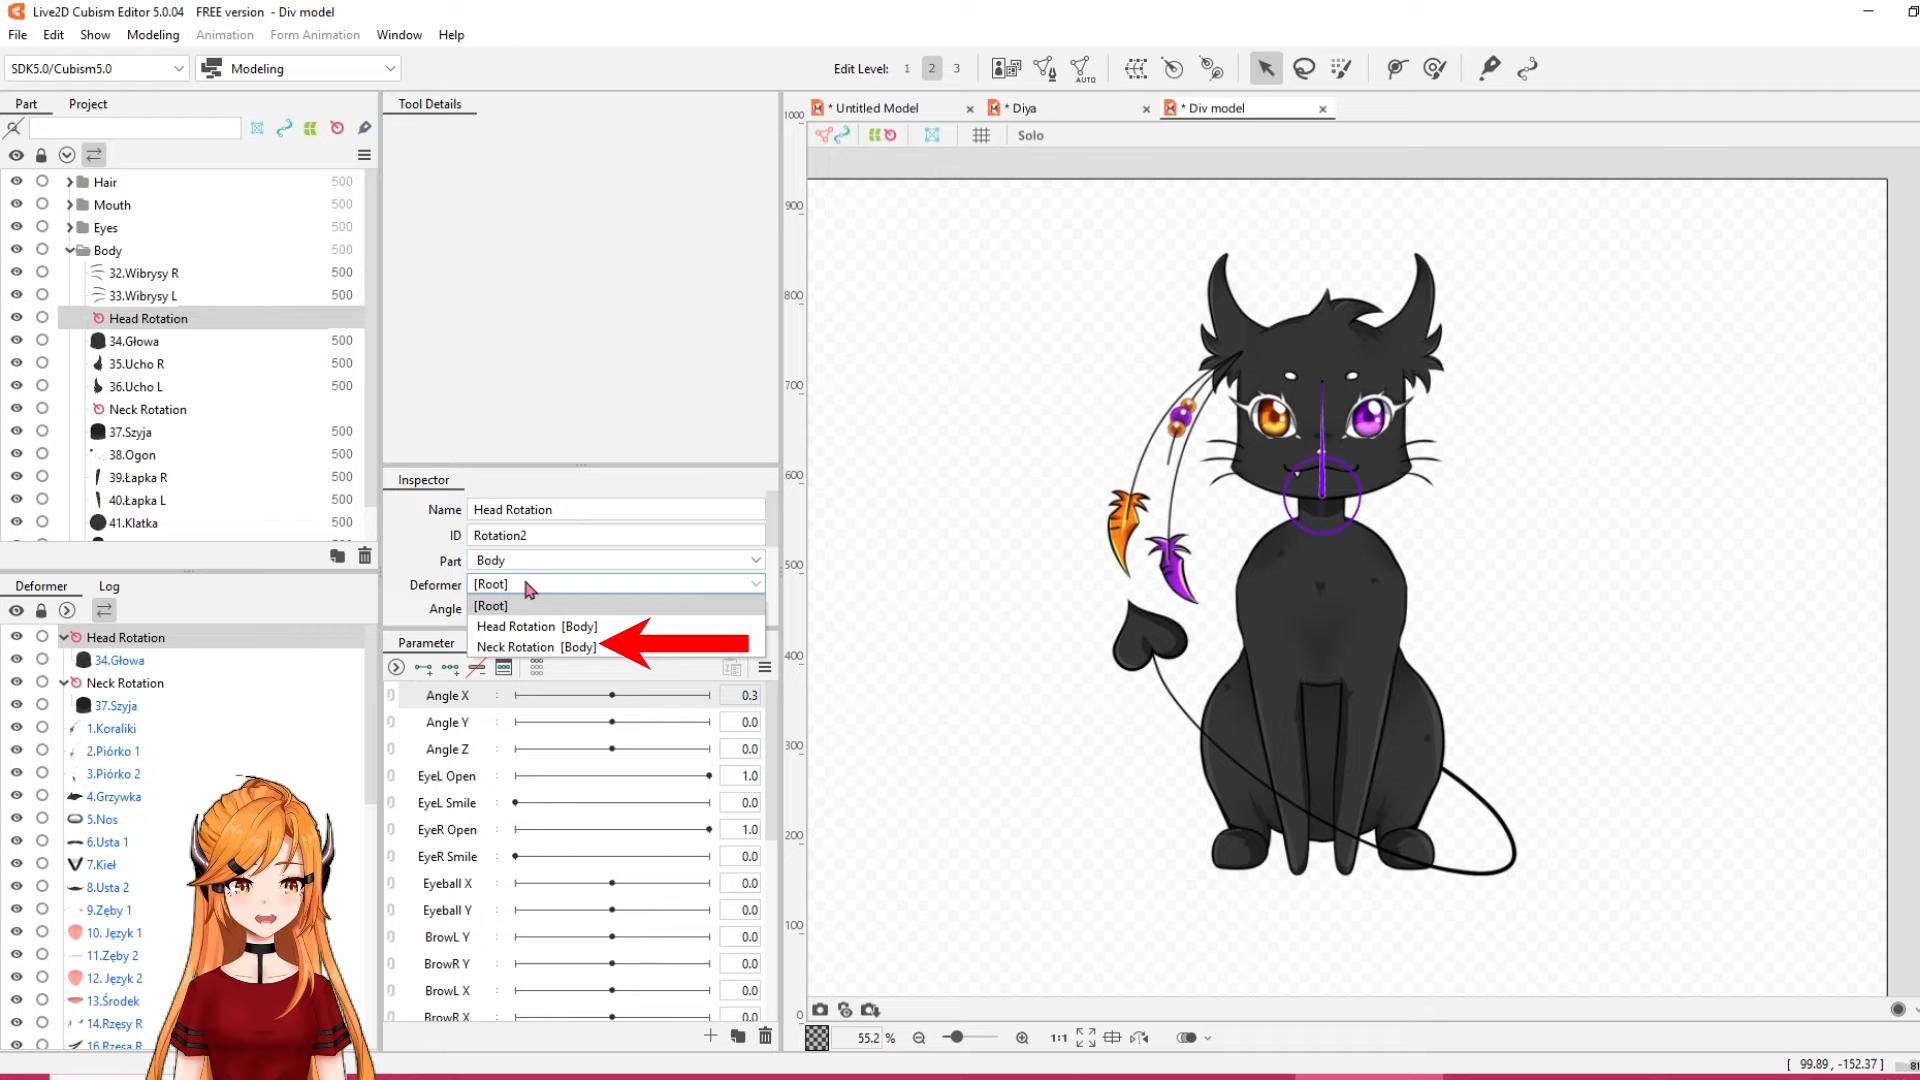 Live2D Cubism Editor 5.0.04 FREE version - Div model
File Edit Show Modeling Animation Form Animation Window Help
SDK5.0/Cubism5.0 Modeling Edit Level: 1 2 3
AUTO
Part Project
Tool Details
* Untitled Model * Diya * Div model
Solo
Hair 500
Mouth 500
Eyes 500
Body 500
32.Wibrysy R 500
33.Wibrysy L 500
Head Rotation
34.Głowa 500
35.Ucho R 500
36.Ucho L 500
Neck Rotation
37.Szyja 500
38.Ogon 500
39.Łapka R 500
40.Łapka L 500
41.Klatka 500
Deformer Log
Head Rotation
34.Głowa
Neck Rotation
37.Szyja
1.Koraliki
2.Piórko 1
3.Piórko 2
4.Grzywka
5.Nos
6.Usta 1
7.Kieł
8.Usta 2
9.Zęby 1
10. Język 1
11.Zęby 2
12. Język 2
13.Środek
14.Rzęsy R
16.Rzęsa R
Inspector
Name Head Rotation
ID Rotation2
Part Body
Deformer [Root]
Angle
[Root]
Head Rotation [Body]
Neck Rotation [Body]
Parameter
Angle X : 0.3
Angle Y : 0.0
Angle Z : 0.0
EyeL Open : 1.0
EyeL Smile : 0.0
EyeR Open : 1.0
EyeR Smile : 0.0
Eyeball X : 0.0
Eyeball Y : 0.0
BrowL Y : 0.0
BrowR Y : 0.0
BrowL X : 0.0
BrowR X : 0.0
1000
900
800
700
600
500
400
300
200
100
0
55.2 % 1:1
[ 99.89 , -152.37 ]